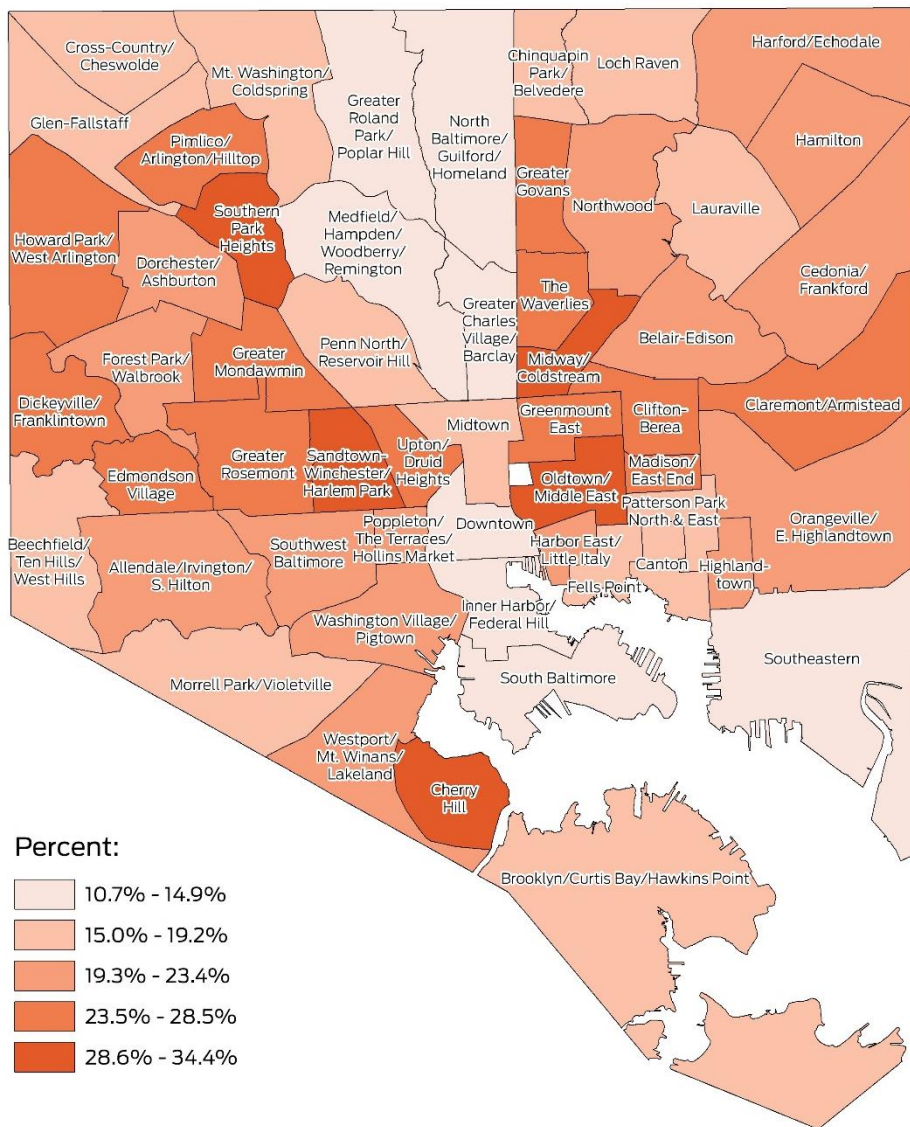 Cross-Country/
Cheswolde
Mt. Washington/
Coldspring
Greater
Roland
Park/
Poplar Hill
North
Baltimore/
Guilford/
Homeland
Chinquapin
Park/
Belvedere
Loch Raven
Harford/Echodale
Glen-Fallstaff
Pimlico/
Arlington/Hilltop
Southern
Park
Heights
Medfield/
Hampden/
Woodberry/
Remington
Greater
Govans
Northwood
Lauraville
Hamilton
Howard Park/
West Arlington
Dorchester/
Ashburton
Cedonia/
Frankford
The
Waverlies
Greater
Charles
Village/
Barclay
Belair-Edison
Penn North/
Reservoir Hill
Forest Park/
Walbrook
Greater
Mondawmin
Midway/
Coldstream
Dickeyville/
Franklintown
Claremont/Armistead
Greenmount
East
Clifton-
Berea
Midtown
Edmondson
Village
Greater
Rosemont
Sandtown-
Winchester/
Harlem Park
Upton/
Druid
Heights
Oldtown/
Middle East
Madison/
East End
Patterson Park
North & East
Orangeville/
E. Highlandtown
Downtown
Poppleton/
The Terraces/
Hollins Market
Beechfield/
Ten Hills/
West Hills
Allendale/Irvington/
S. Hilton
Southwest
Baltimore
Harbor East/
Little Italy
Canton
Highland-
town
Fells Point
Inner Harbor/
Federal Hill
Washington Village/
Pigtown
South Baltimore
Southeastern
Morrell Park/Violetville
Westport/
Mt. Winans/
Lakeland
Cherry
Hill
Brooklyn/Curtis Bay/Hawkins Point
Percent:
10.7% - 14.9%
15.0% - 19.2%
19.3% - 23.4%
23.5% - 28.5%
28.6% - 34.4%